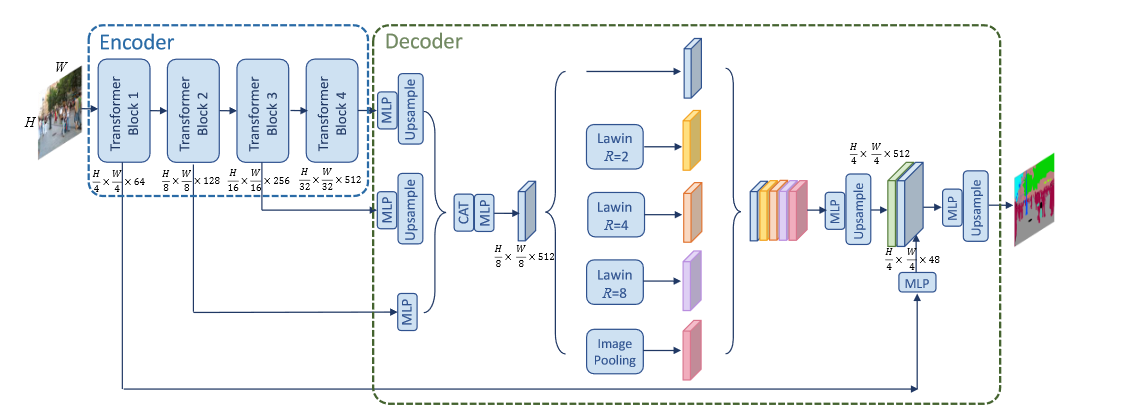 Encoder
Decoder
W
H
Transformer
Block 1
Transformer
Block 2
Transformer
Block 3
Transformer
Block 4
H/4 × W/4 × 64
H/8 × W/8 × 128
H/16 × W/16 × 256
H/32 × W/32 × 512
MLP
Upsample
MLP
Upsample
MLP
CAT
MLP
H/8 × W/8 × 512
Lawin
R=2
Lawin
R=4
Lawin
R=8
Image
Pooling
MLP
Upsample
H/4 × W/4 × 512
H/4 × W/4 × 48
MLP
MLP
Upsample